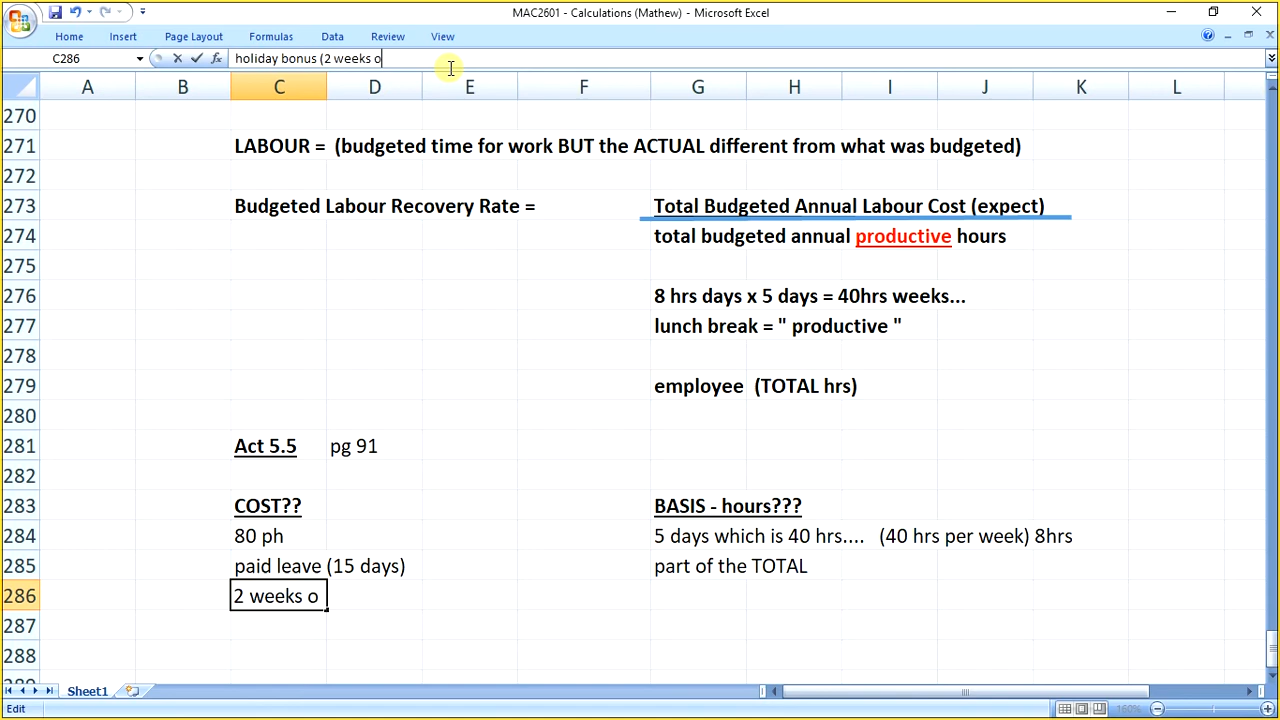 MAC2601 - Calculations (Mathew) - Microsoft Excel
Home Insert Page Layout Formulas Data Review View
C286 fx holiday bonus (2 weeks o
A B C D E F G H I J K L
270
271 LABOUR = (budgeted time for work BUT the ACTUAL different from what was budgeted)
272
273 Budgeted Labour Recovery Rate = Total Budgeted Annual Labour Cost (expect)
274 total budgeted annual productive hours
275
276 8 hrs days x 5 days = 40hrs weeks...
277 lunch break = " productive "
278
279 employee (TOTAL hrs)
280
281 Act 5.5 pg 91
282
283 COST?? BASIS - hours???
284 80 ph 5 days which is 40 hrs.... (40 hrs per week) 8hrs
285 paid leave (15 days) part of the TOTAL
286 2 weeks o
287
288
Sheet1
Edit 160%